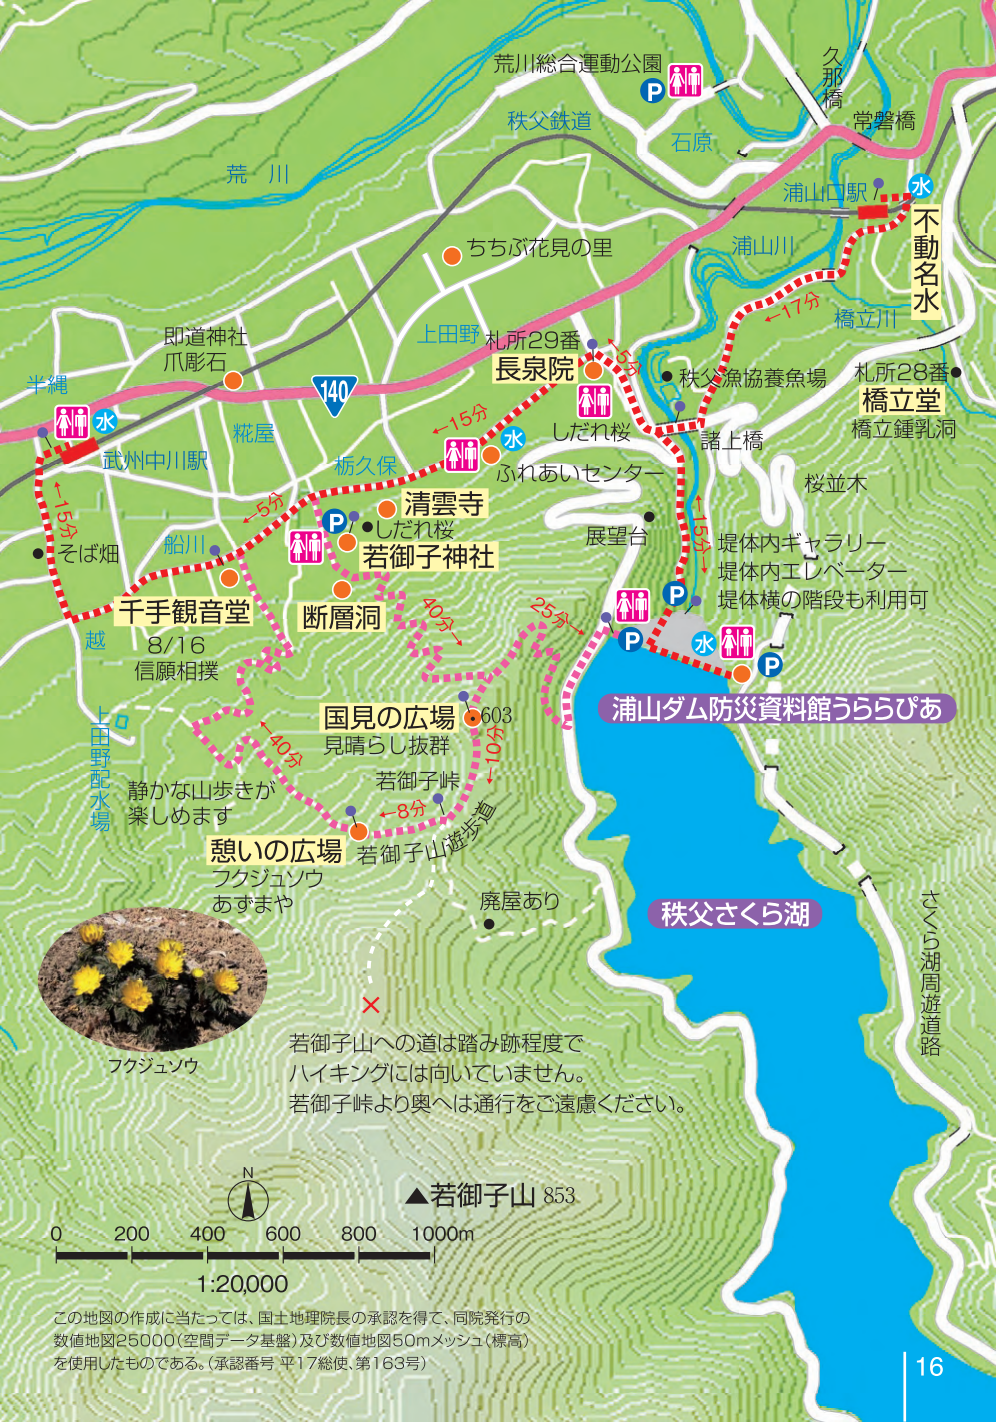 荒川総合運動公園
P
久那橋
常磐橋
秩父鉄道
石原
荒 川
浦山口駅
水
不動名水
ちちぶ花見の里
浦山川
←17分
橋立川
即道神社
爪彫石
上田野
札所29番
長泉院
←5分
140
半縄
秩父漁協養魚場
札所28番
橋立堂
橋立鍾乳洞
水
武州中川駅
糀屋
←15分
水
しだれ桜
諸上橋
栃久保
ふれあいセンター
桜並木
←15分
←5分
清雲寺
P
しだれ桜
展望台
←15分→
堤体内ギャラリー
堤体内エレベーター
堤体横の階段も利用可
そば畑
船川
若御子神社
千手観音堂
8/16
信願相撲
断層洞
40分→
25分→
P
P
水
P
越
浦山ダム防災資料館うららぴあ
上田野配水場
国見の広場
603
見晴らし抜群
←10分
←40分
若御子峠
←8分
静かな山歩きが
楽しめます
憩いの広場
若御子山遊歩道
フクジュソウ
あずまや
廃屋あり
秩父さくら湖
さくら湖周遊道路
フクジュソウ
若御子山への道は踏み跡程度で
ハイキングには向いていません。
若御子峠より奥へは通行をご遠慮ください。
N
▲若御子山 853
0 200 400 600 800 1000m
1:20,000
この地図の作成に当たっては、国土地理院長の承認を得て、同院発行の
数値地図25000(空間データ基盤)及び数値地図50mメッシュ(標高)
を使用したものである。(承認番号 平17総使、第163号)
16